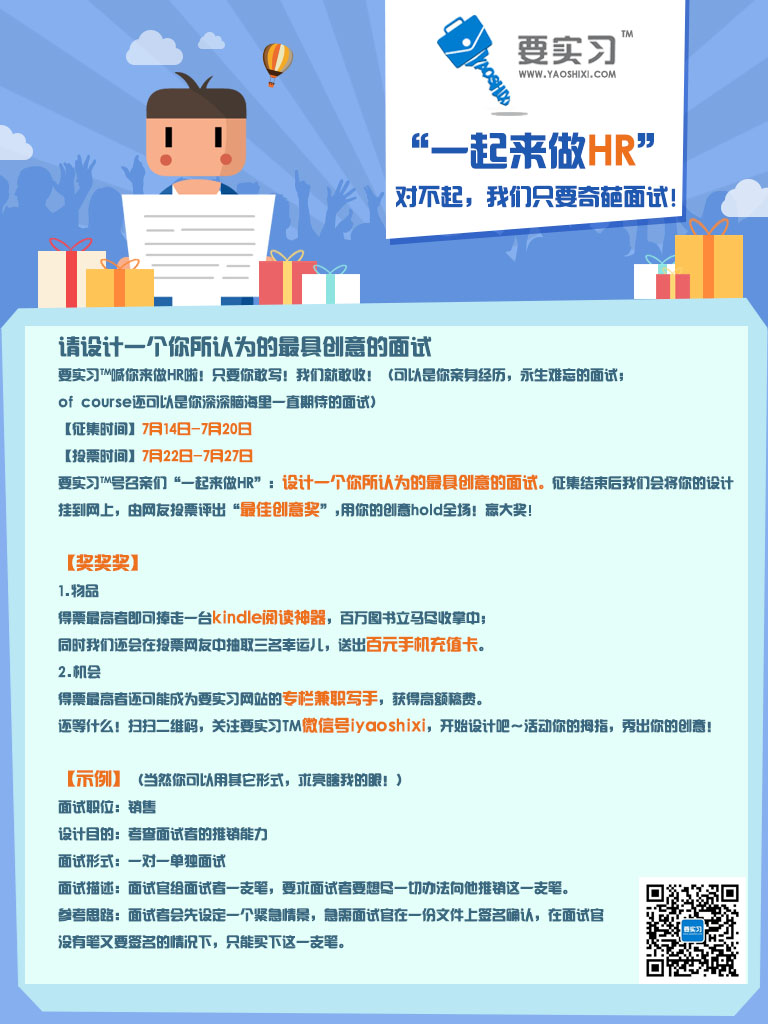 YAOSHIXI
要实习™
WWW.YAOSHIXI.COM
“一起来做HR”
对不起，我们只要奇葩面试！
请设计一个你所认为的最具创意的面试
要实习™喊你来做HR啦！只要你敢写！我们就敢收！（可以是你亲身经历，永生难忘的面试；
of course还可以是你深深脑海里一直期待的面试）
【征集时间】7月14日-7月20日
【投票时间】7月22日-7月27日
要实习™号召亲们“一起来做HR”：设计一个你所认为的最具创意的面试。征集结束后我们会将你的设计
挂到网上，由网友投票评出“最佳创意奖”,用你的创意hold全场！赢大奖！
【奖奖奖】
1.物品
得票最高者即可捧走一台kindle阅读神器，百万图书立马尽收掌中；
同时我们还会在投票网友中抽取三名幸运儿，送出百元手机充值卡。
2.机会
得票最高者还可能成为要实习网站的专栏兼职写手，获得高额稿费。
还等什么！扫扫二维码，关注要实习TM微信号iyaoshixi，开始设计吧～活动你的拇指，秀出你的创意！
【示例】（当然你可以用其它形式，求亮瞎我的眼！）
面试职位：销售
设计目的：考查面试者的推销能力
面试形式：一对一单独面试
面试描述：面试官给面试者一支笔，要求面试者要想尽一切办法向他推销这一支笔。
参考思路：面试者会先设定一个紧急情景，急需面试官在一份文件上签名确认，在面试官
没有笔又要签名的情况下，只能买下这一支笔。
要实习